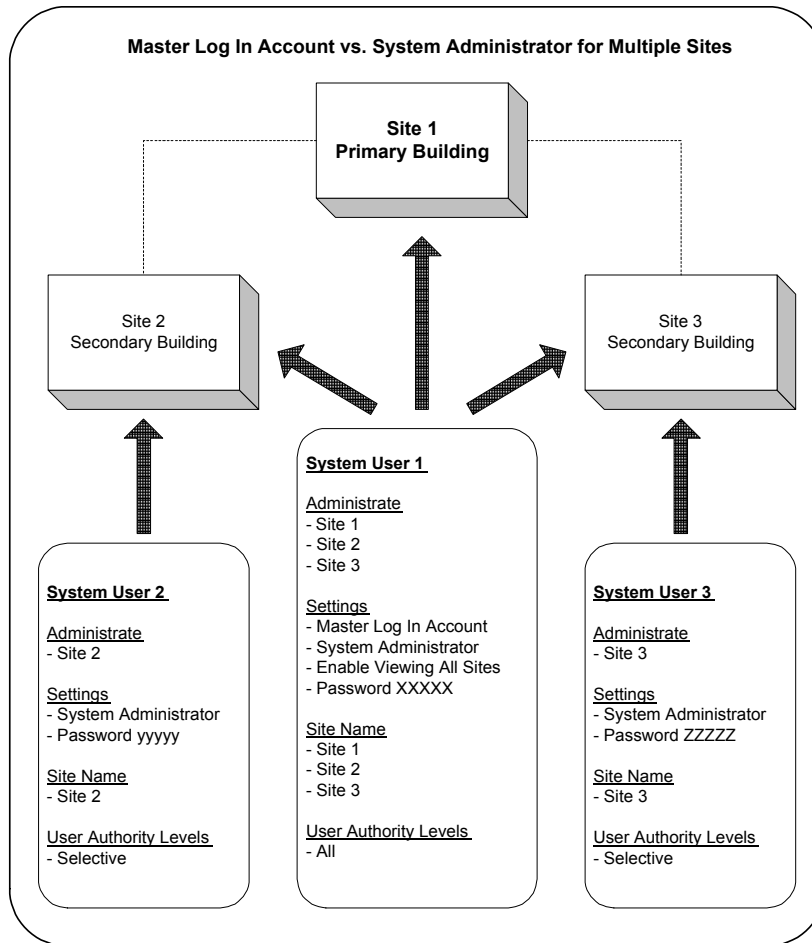 Master Log In Account vs. System Administrator for Multiple Sites
Site 1
Primary Building
Site 2
Secondary Building
Site 3
Secondary Building
System User 1
Administrate
- Site 1
- Site 2
- Site 3
Settings
- Master Log In Account
- System Administrator
- Enable Viewing All Sites
- Password XXXXX
Site Name
- Site 1
- Site 2
- Site 3
User Authority Levels
- All
System User 2
Administrate
- Site 2
Settings
- System Administrator
- Password yyyyy
Site Name
- Site 2
User Authority Levels
- Selective
System User 3
Administrate
- Site 3
Settings
- System Administrator
- Password ZZZZZ
Site Name
- Site 3
User Authority Levels
- Selective